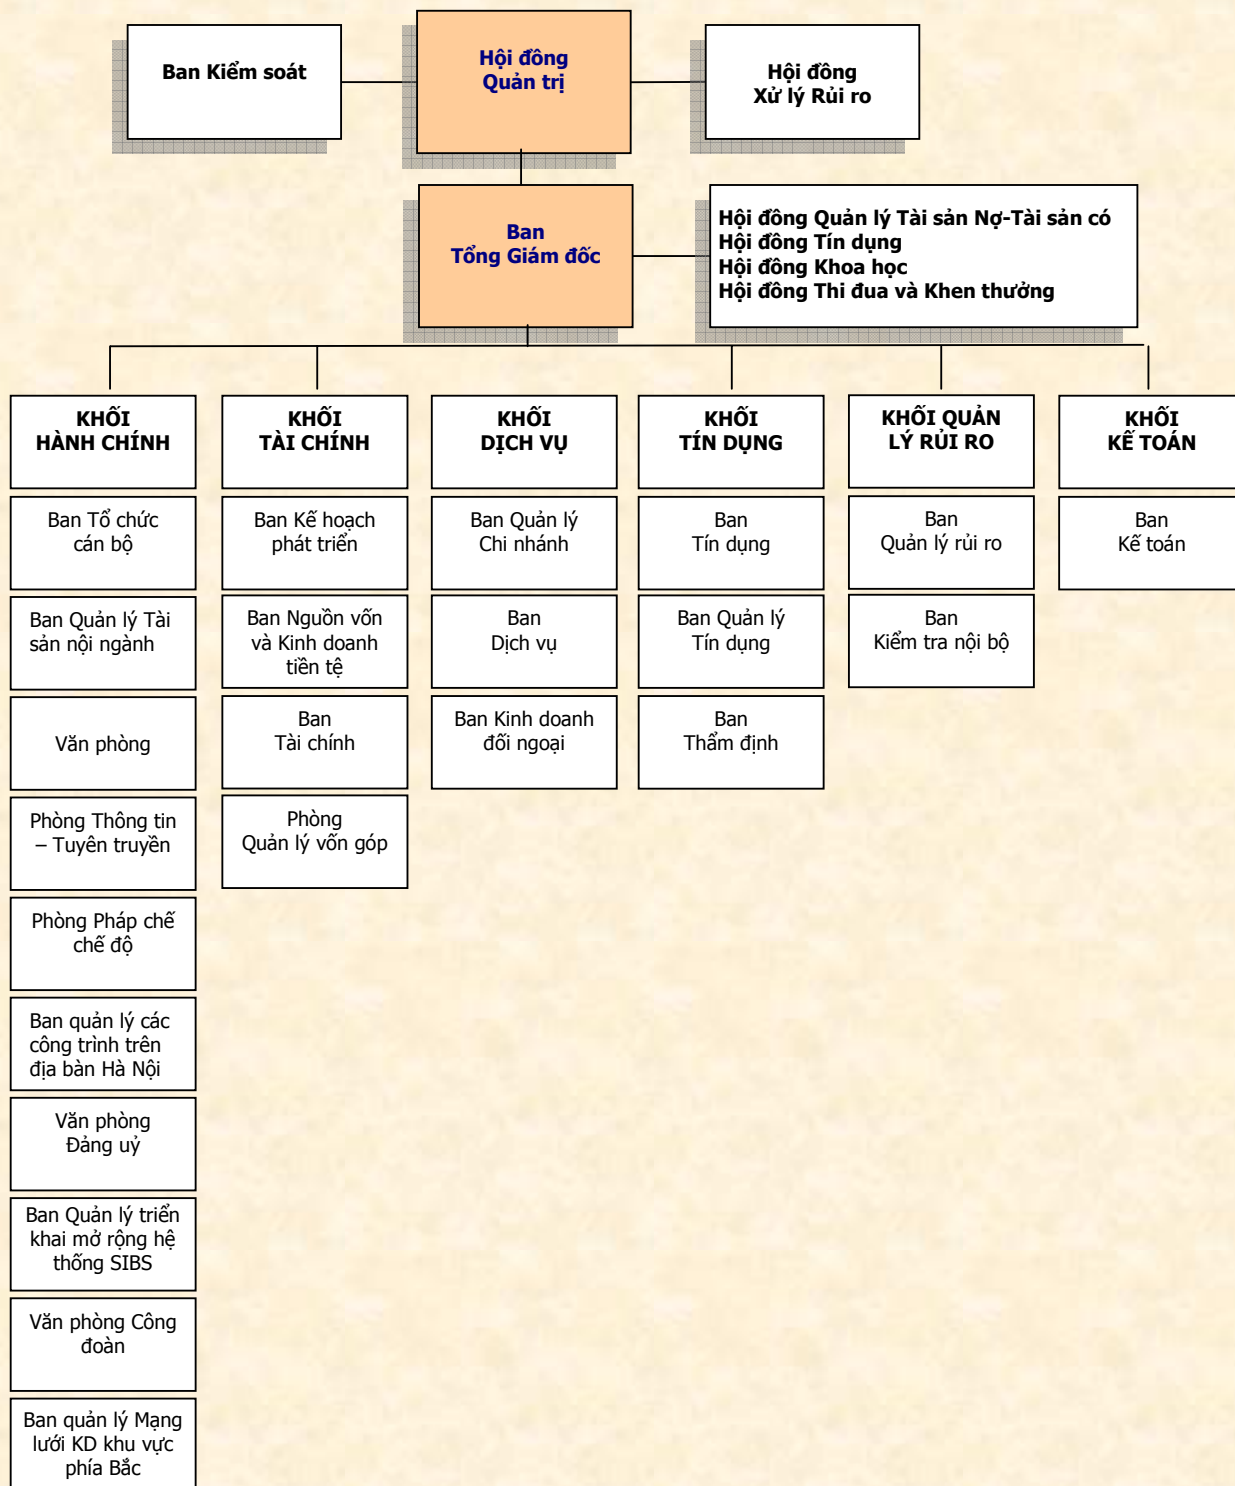 Ban Kiểm soát
Hội đồng
Quản trị
Hội đồng
Xử lý Rủi ro
Ban
Tổng Giám đốc
Hội đồng Quản lý Tài sản Nợ-Tài sản có
Hội đồng Tín dụng
Hội đồng Khoa học
Hội đồng Thi đua và Khen thưởng
KHỐI
HÀNH CHÍNH
KHỐI
TÀI CHÍNH
KHỐI
DỊCH VỤ
KHỐI
TÍN DỤNG
KHỐI QUẢN
LÝ RỦI RO
KHỐI
KẾ TOÁN
Ban Tổ chức
cán bộ
Ban Kế hoạch
phát triển
Ban Quản lý
Chi nhánh
Ban
Tín dụng
Ban
Quản lý rủi ro
Ban
Kế toán
Ban Quản lý Tài
sản nội ngành
Ban Nguồn vốn
và Kinh doanh
tiền tệ
Ban
Dịch vụ
Ban Quản lý
Tín dụng
Ban
Kiểm tra nội bộ
Văn phòng
Ban
Tài chính
Ban Kinh doanh
đối ngoại
Ban
Thẩm định
Phòng Thông tin
– Tuyên truyền
Phòng
Quản lý vốn góp
Phòng Pháp chế
chế độ
Ban quản lý các
công trình trên
địa bàn Hà Nội
Văn phòng
Đảng uỷ
Ban Quản lý triển
khai mở rộng hệ
thống SIBS
Văn phòng Công
đoàn
Ban quản lý Mạng
lưới KD khu vực
phía Bắc